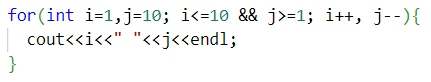 for(int i=1,j=10; i<=10 && j>=1; i++, j--){
  cout<<i<<" "<<j<<endl;
}